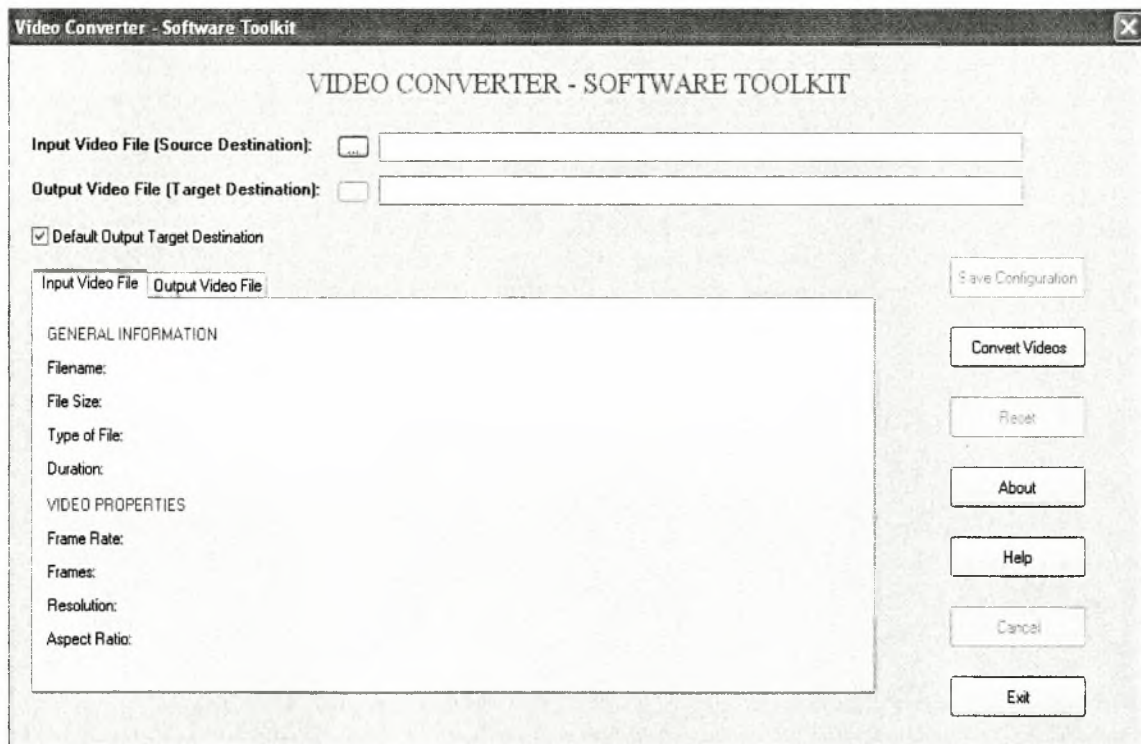 Video Converter - Software Toolkit
VIDEO CONVERTER - SOFTWARE TOOLKIT
Input Video File (Source Destination): ...
Output Video File (Target Destination):
Default Output Target Destination
Input Video File Output Video File
GENERAL INFORMATION
Filename:
File Size:
Type of File:
Duration:
VIDEO PROPERTIES
Frame Rate:
Frames:
Resolution:
Aspect Ratio:
Save Configuration
Convert Videos
Reset
About
Help
Cancel
Exit